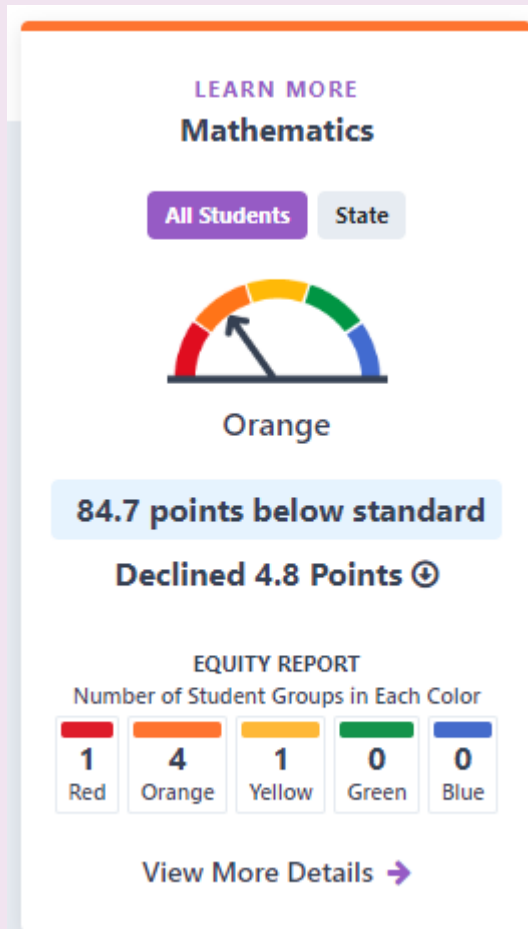 LEARN MORE
Mathematics
All Students State
Orange
84.7 points below standard
Declined 4.8 Points
EQUITY REPORT
Number of Student Groups in Each Color
1 4 1 0 0
Red Orange Yellow Green Blue
View More Details